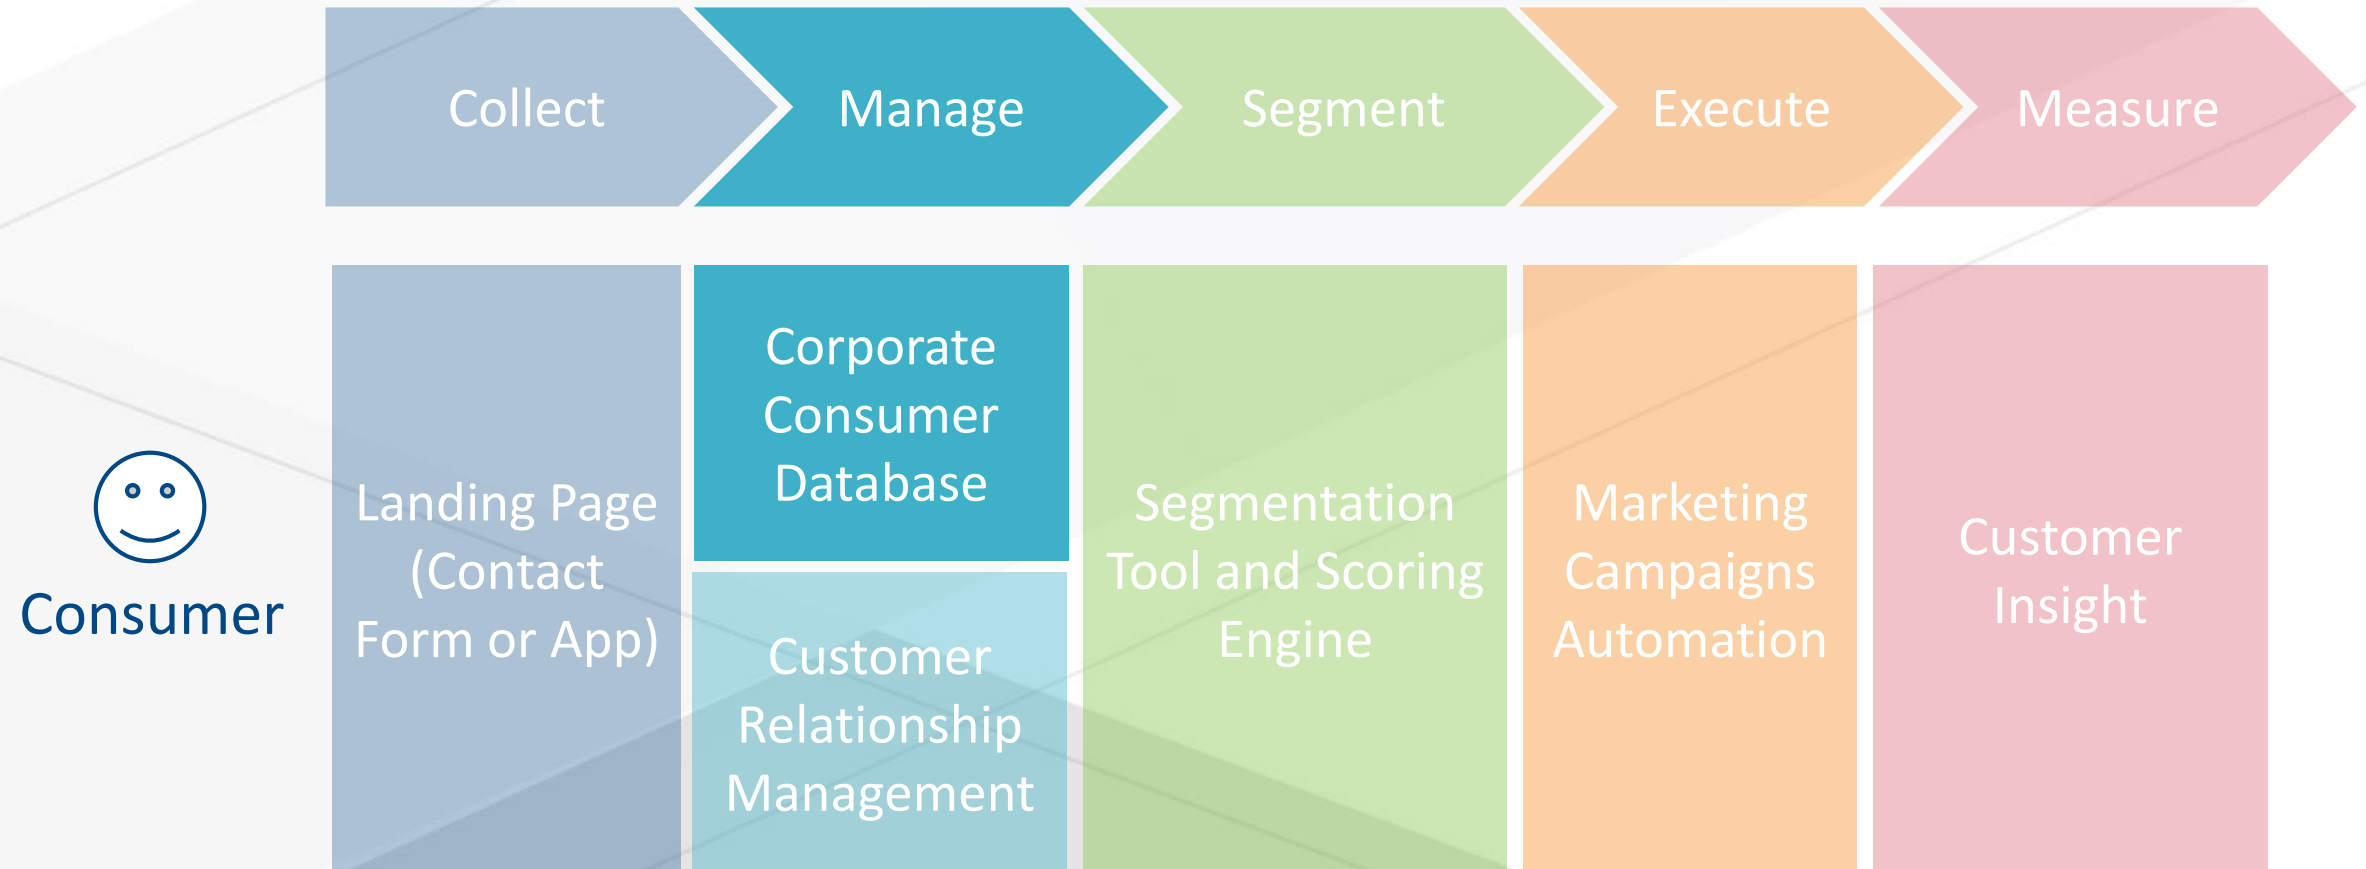 Collect
Manage
Segment
Execute
Measure
Consumer
Landing Page
(Contact
Form or App)
Corporate
Consumer
Database
Customer
Relationship
Management
Segmentation
Tool and Scoring
Engine
Marketing
Campaigns
Automation
Customer
Insight